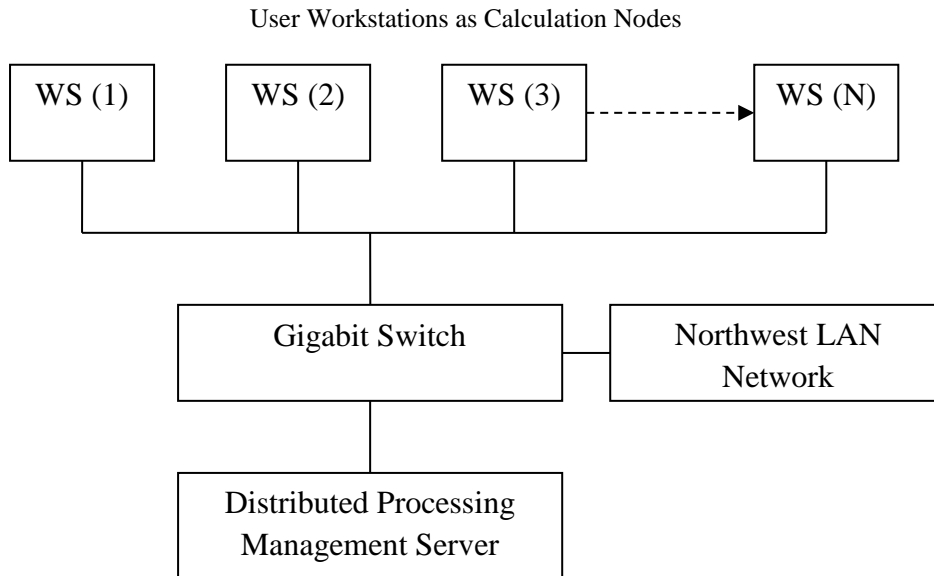 User Workstations as Calculation Nodes
WS (1)
WS (2)
WS (3)
WS (N)
Gigabit Switch
Northwest LAN
Network
Distributed Processing
Management Server